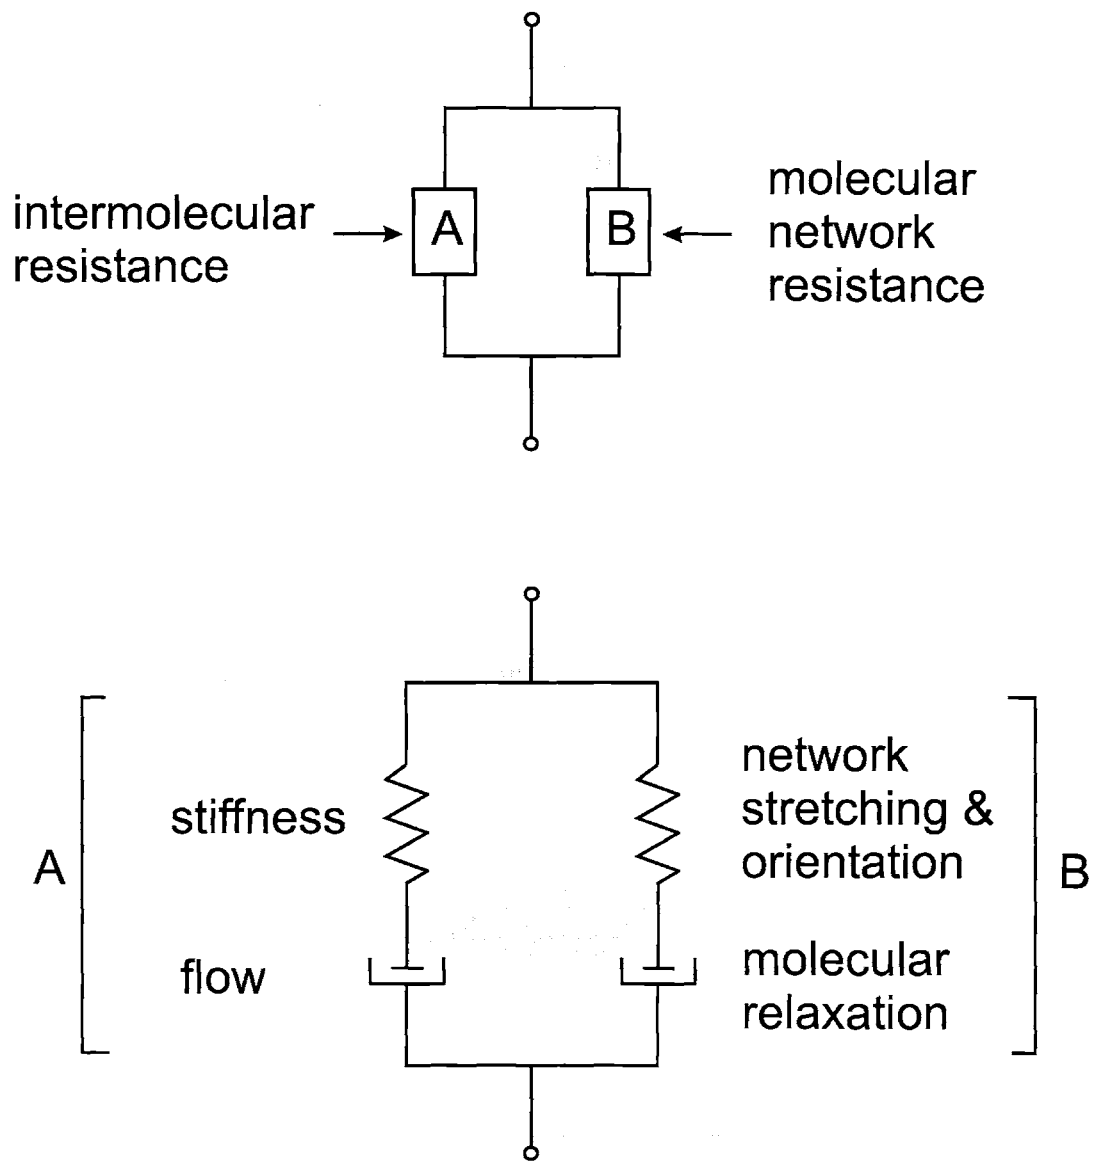 intermolecular
resistance
A
B
molecular
network
resistance
A
stiffness
flow
network
stretching &
orientation
molecular
relaxation
B